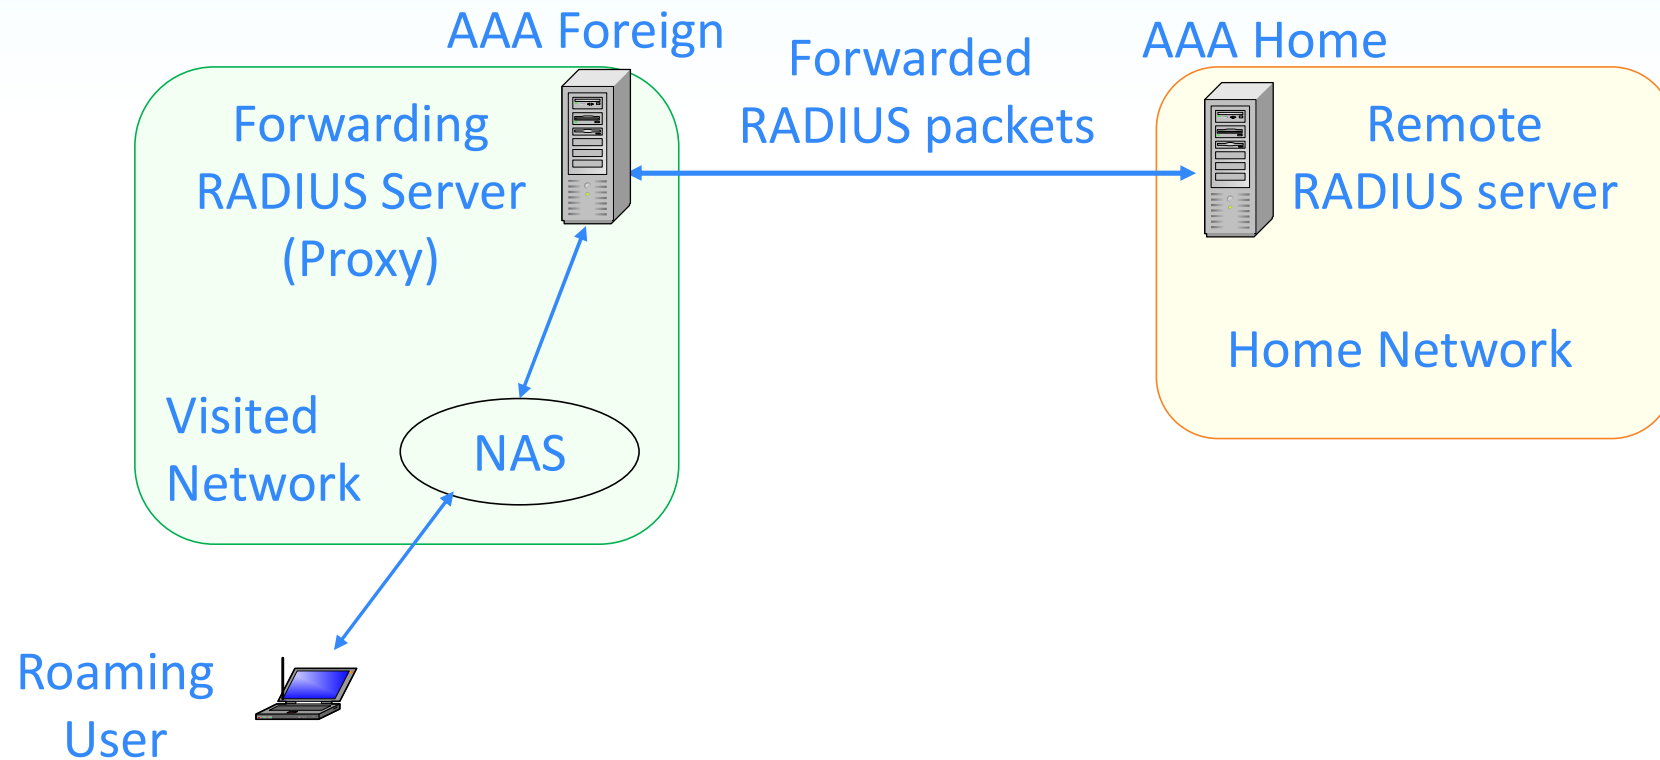 AAA Foreign
Forwarded
RADIUS packets
AAA Home
Forwarding
RADIUS Server
(Proxy)
Remote
RADIUS server
Home Network
Visited
Network
NAS
Roaming
User